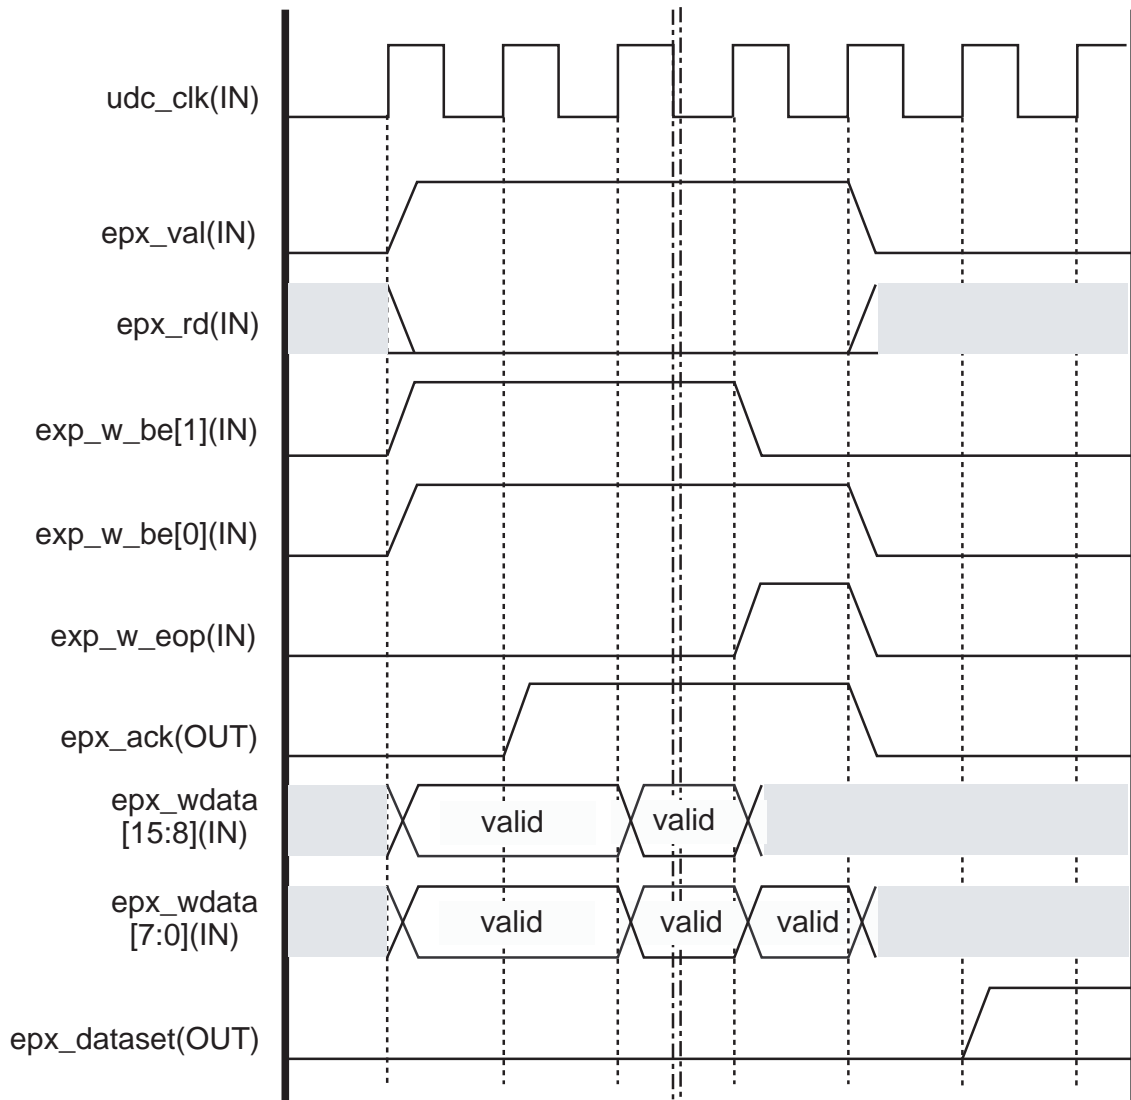 udc_clk(IN)
epx_val(IN)
epx_rd(IN)
exp_w_be[1](IN)
exp_w_be[0](IN)
exp_w_eop(IN)
epx_ack(OUT)
epx_wdata
[15:8](IN)
valid valid
epx_wdata
[7:0](IN)
valid valid valid
epx_dataset(OUT)